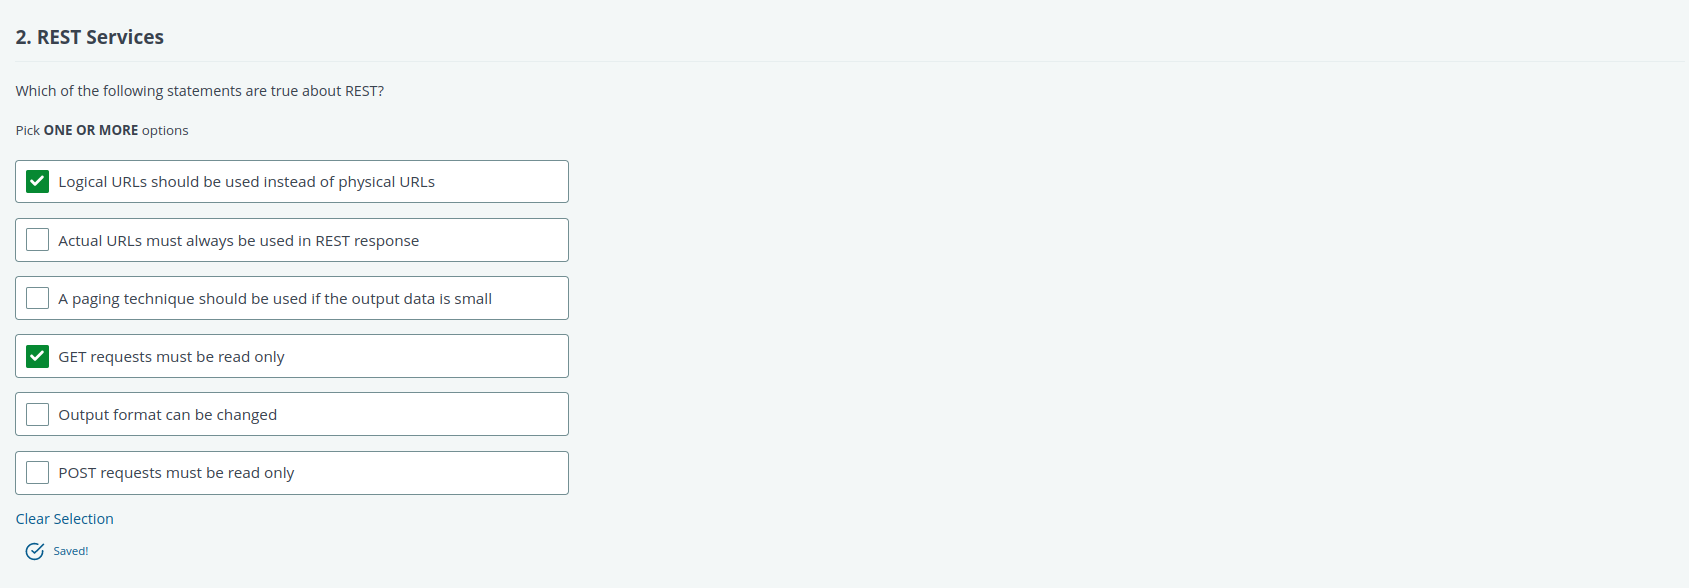 2. REST Services
Which of the following statements are true about REST?
Pick ONE OR MORE options
Logical URLs should be used instead of physical URLs
Actual URLs must always be used in REST response
A paging technique should be used if the output data is small
GET requests must be read only
Output format can be changed
POST requests must be read only
Clear Selection
Saved!